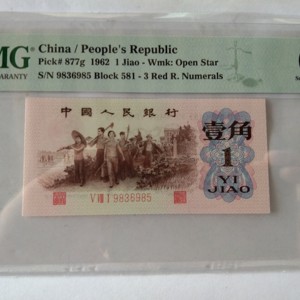 MG
China / People's Republic
GUARANTY
Pick# 877g 1962 1 Jiao - Wmk: Open Star
S/N 9836985 Block 581 - 3 Red R. Numerals
中国人民银行
壹角
1
YI
JIAO
V VIII I 9836985